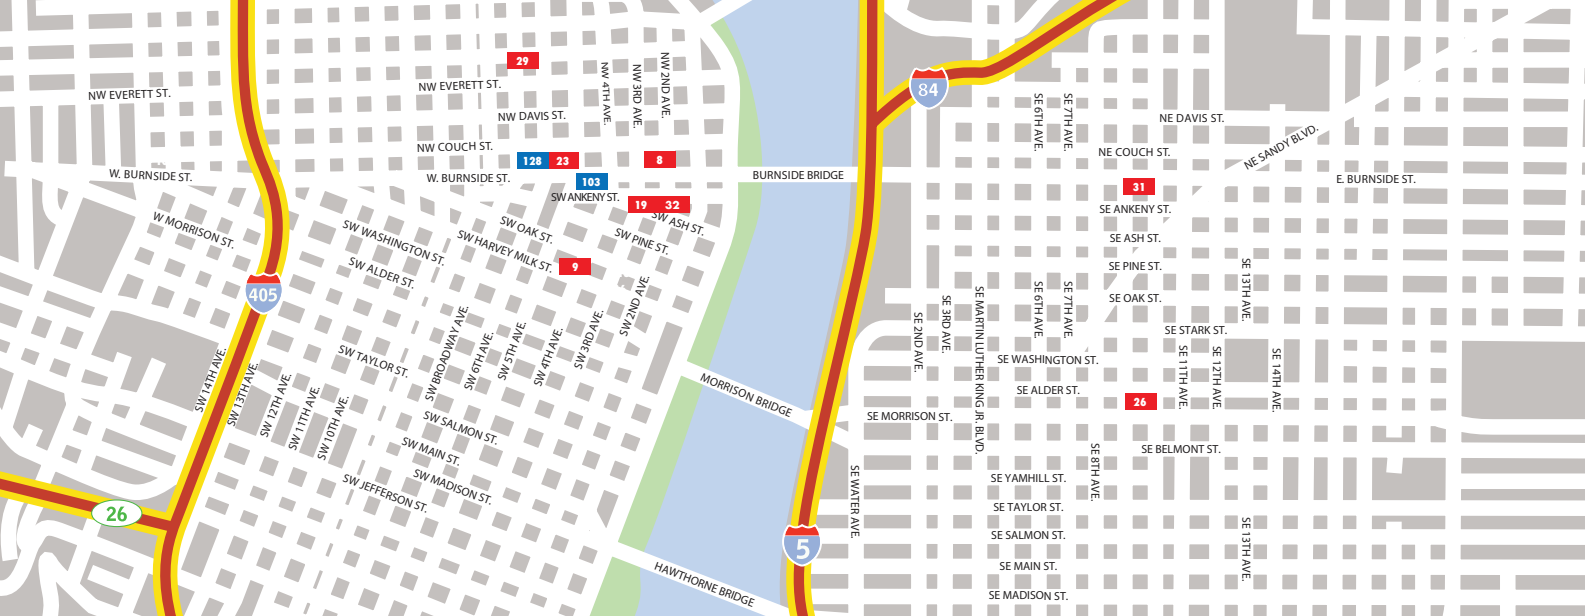 29
NW EVERETT ST.
NW EVERETT ST.
NW 4TH AVE.
NW 3RD AVE.
NW 2ND AVE.
84
SE 6TH AVE.
SE 7TH AVE.
NW DAVIS ST.
NE DAVIS ST.
NE SANDY BLVD.
NW COUCH ST.
128
23
8
NE COUCH ST.
W. BURNSIDE ST.
W. BURNSIDE ST.
103
BURNSIDE BRIDGE
31
E. BURNSIDE ST.
SW ANKENY ST.
19
32
SE ANKENY ST.
W MORRISON ST.
SW WASHINGTON ST.
SW OAK ST.
SW ASH ST.
SW HARVEY MILK ST.
SW PINE ST.
SE ASH ST.
9
SW ALDER ST.
SE PINE ST.
405
SW 2ND AVE.
SE OAK ST.
SE 13TH AVE.
SE 2ND AVE.
SE 3RD AVE.
SE MARTIN LUTHER KING JR. BLVD.
SE 6TH AVE.
SE 7TH AVE.
SE STARK ST.
SW 14TH AVE.
SW 13TH AVE.
SW 12TH AVE.
SW 11TH AVE.
SW 10TH AVE.
SW TAYLOR ST.
SW BROADWAY AVE.
SW 6TH AVE.
SW 5TH AVE.
SW 4TH AVE.
SW 3RD AVE.
SE WASHINGTON ST.
SE 11TH AVE.
SE 12TH AVE.
SE 14TH AVE.
MORRISON BRIDGE
SE ALDER ST.
26
SE MORRISON ST.
SW SALMON ST.
SW MAIN ST.
SW MADISON ST.
SW JEFFERSON ST.
SE BELMONT ST.
SE WATER AVE.
SE 8TH AVE.
SE YAMHILL ST.
26
SE TAYLOR ST.
5
SE SALMON ST.
SE 13TH AVE.
HAWTHORNE BRIDGE
SE MAIN ST.
SE MADISON ST.